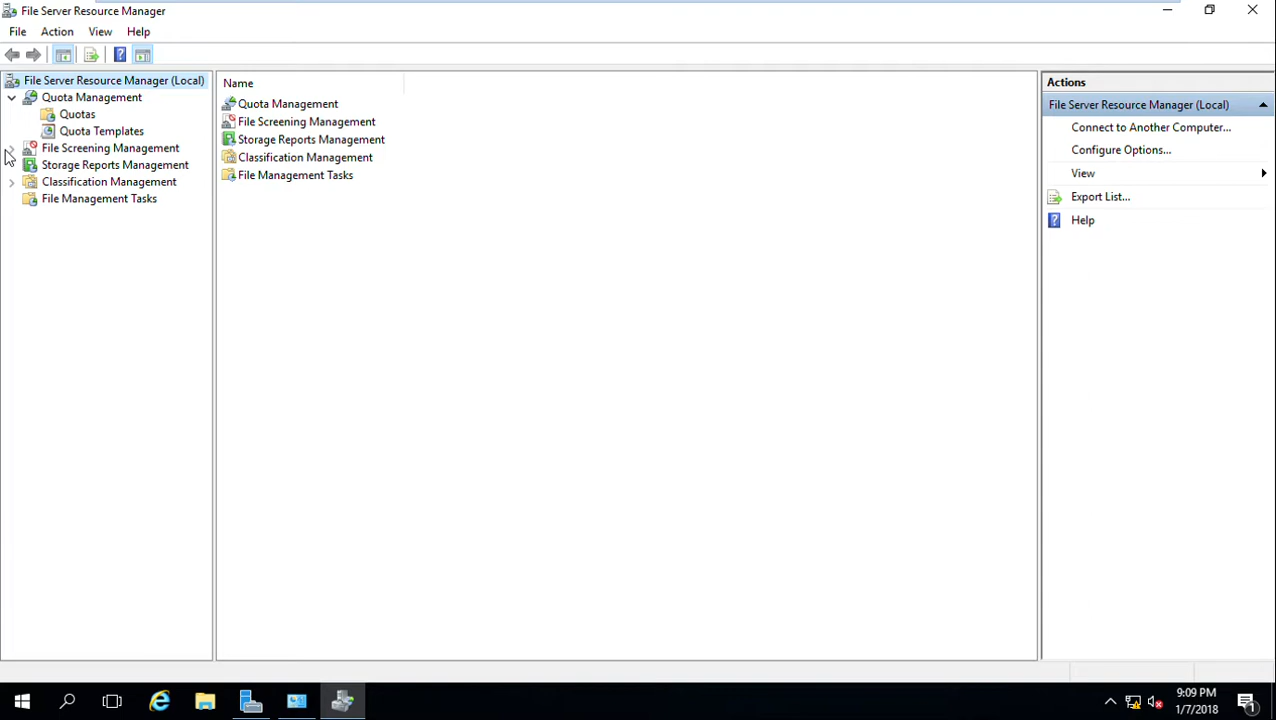 File Server Resource Manager
File Action View Help
File Server Resource Manager (Local)
Quota Management
Quotas
Quota Templates
File Screening Management
Storage Reports Management
Classification Management
File Management Tasks
Name
Quota Management
File Screening Management
Storage Reports Management
Classification Management
File Management Tasks
Actions
File Server Resource Manager (Local)
Connect to Another Computer...
Configure Options...
View
Export List...
Help
9:09 PM
1/7/2018
1